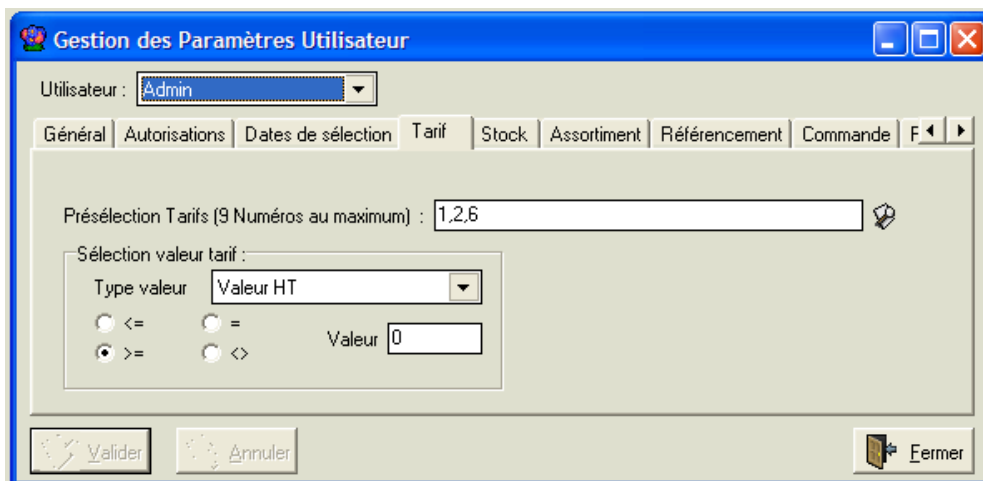 Gestion des Paramètres Utilisateur
Utilisateur : Admin
Général Autorisations Dates de sélection Tarif Stock Assortiment Référencement Commande
Présélection Tarifs (9 Numéros au maximum) : 1,2,6
Sélection valeur tarif :
Type valeur Valeur HT
<= =
Valeur 0
>= <>
Valider Annuler Fermer